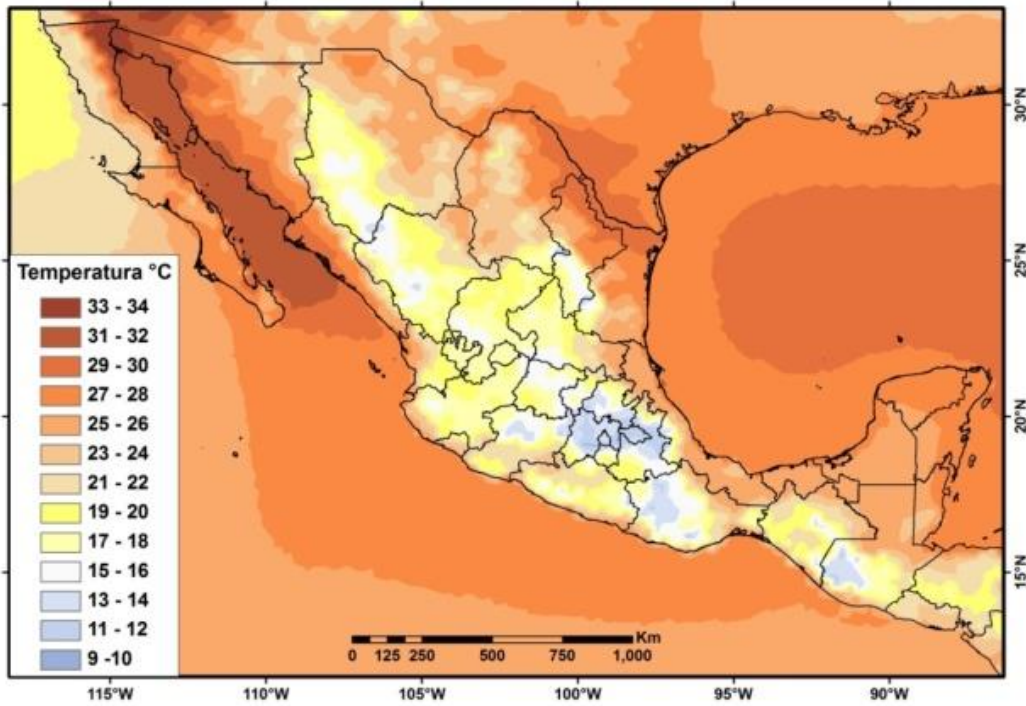 Temperatura °C
33 - 34
31 - 32
29 - 30
27 - 28
25 - 26
23 - 24
21 - 22
19 - 20
17 - 18
15 - 16
13 - 14
11 - 12
9 -10
30°N
25°N
20°N
15°N
Km
0 125 250 500 750 1,000
115°W 110°W 105°W 100°W 95°W 90°W